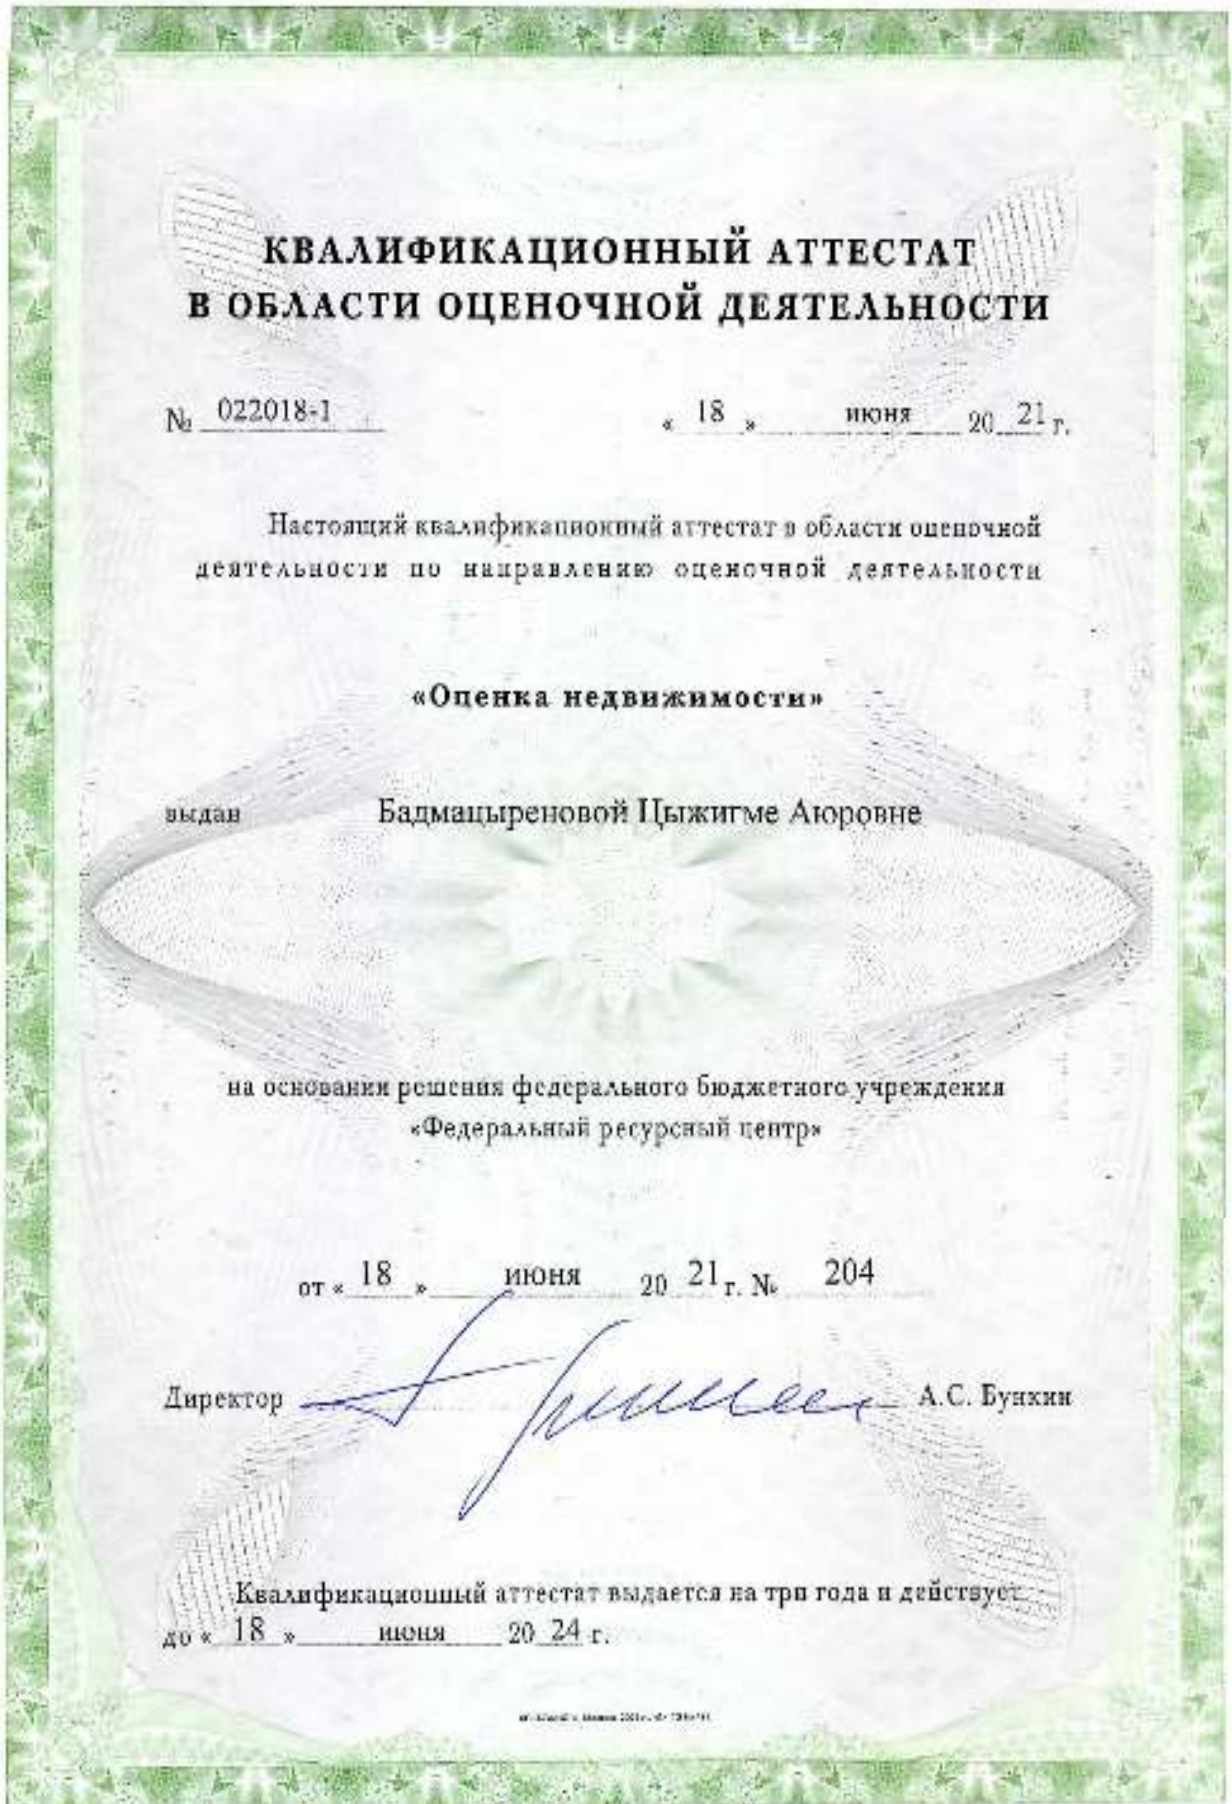 КВАЛИФИКАЦИОННЫЙ АТТЕСТАТ
В ОБЛАСТИ ОЦЕНОЧНОЙ ДЕЯТЕЛЬНОСТИ
№ 022018-1 « 18 » июня 20 21 г.
Настоящий квалификационный аттестат в области оценочной
деятельности по направлению оценочной деятельности
«Оценка недвижимости»
выдан Бадмацыреновой Цыжигме Аюровне
на основании решения федерального бюджетного учреждения
«Федеральный ресурсный центр»
от « 18 » июня 20 21 г. № 204
Директор А.С. Бункин
Квалификационный аттестат выдается на три года и действует
до « 18 » июня 20 24 г.